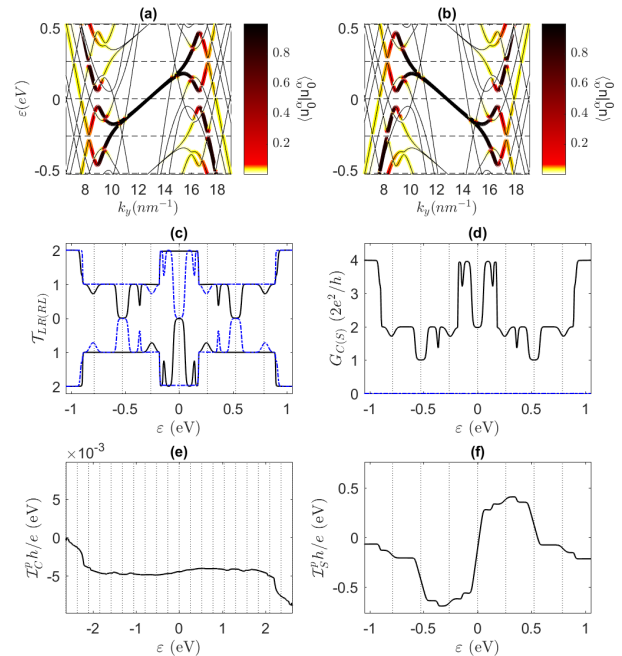 (a) (b)
0.5 0.5
0.8 0.8
0.6 0.6
0 0
0.4 0.4
0.2 0.2
-0.5 -0.5
ε(eV)
⟨u₀^α|u₀^α⟩ ⟨u₀^α|u₀^α⟩
8 10 12 14 16 18 8 10 12 14 16 18
k_y(nm⁻¹) k_y(nm⁻¹)
(c) (d)
2 4
1 3
0 2
1 1
2 0
𝒯_LR(RL) G_C(S) (2e²/h)
-1 -0.5 0 0.5 1 -1 -0.5 0 0.5 1
ε (eV) ε (eV)
(e) (f)
×10⁻³
5 0.5
0 0
-5 -0.5
ℐ_C^p h/e (eV) ℐ_S^p h/e (eV)
-2 -1 0 1 2 -1 -0.5 0 0.5 1
ε (eV) ε (eV)